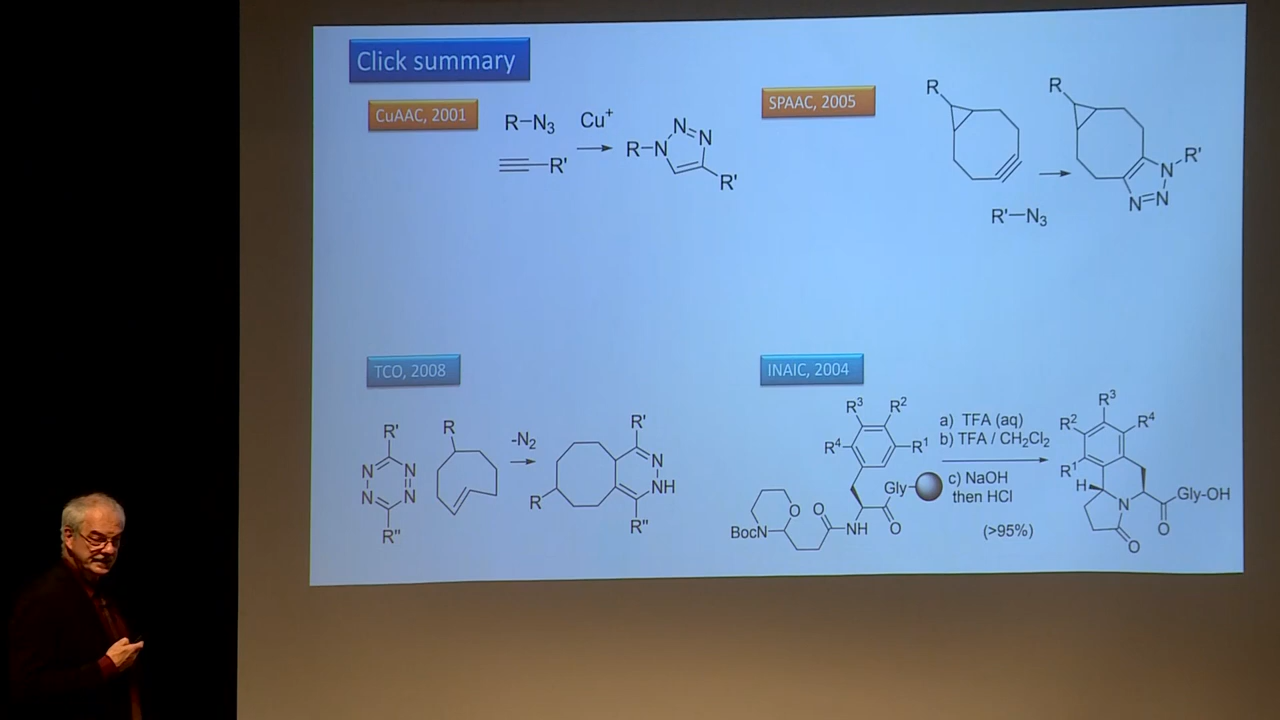 Click summary
CuAAC, 2001
R–N₃
Cu⁺
≡–R'
R–N
N=N
R'
SPAAC, 2005
R
R'–N₃
R
N
R'
N=N
TCO, 2008
R'
N N
N N
R''
R
-N₂
R'
N
NH
R
R''
INAIC, 2004
R³
R²
R⁴
R¹
Gly
O
BocN
O
NH
O
a) TFA (aq)
b) TFA / CH₂Cl₂
c) NaOH
then HCl
(>95%)
R³
R²
R⁴
R¹
H
N
Gly-OH
O
O